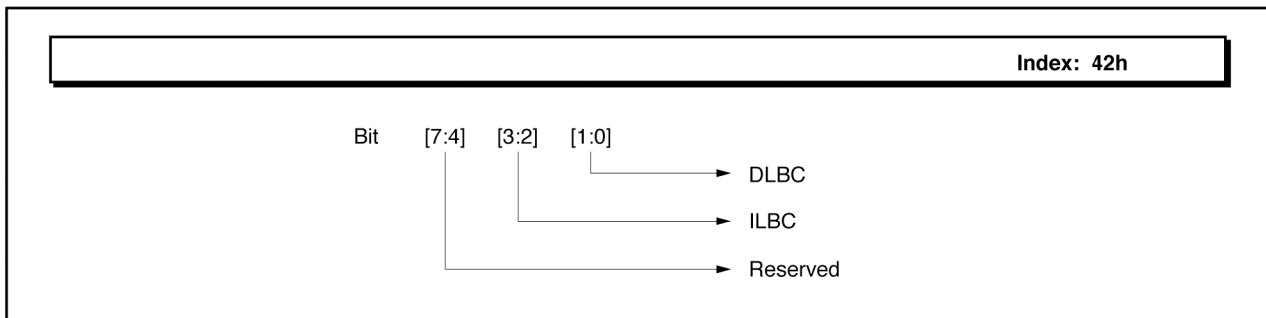 Index: 42h
Bit [7:4] [3:2] [1:0]
DLBC
ILBC
Reserved